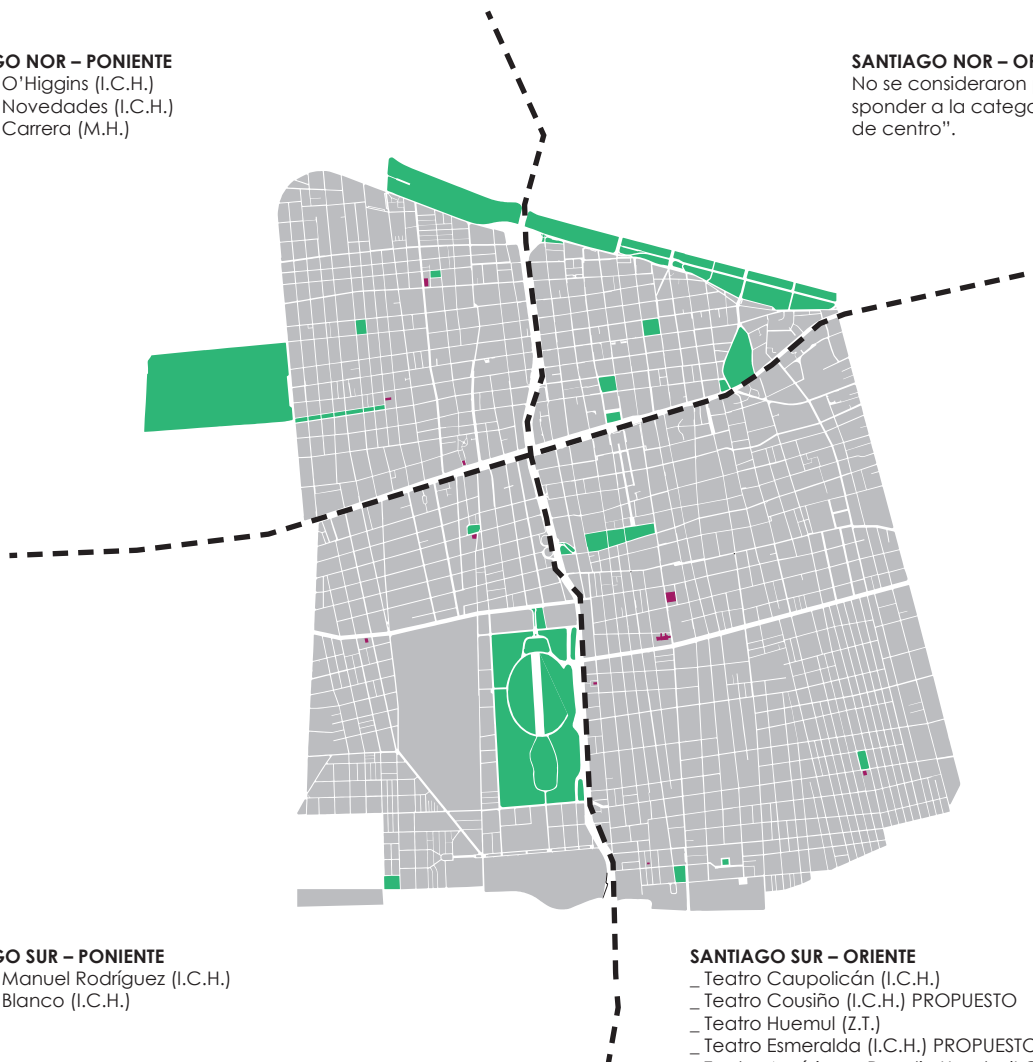 GO NOR – PONIENTE
O'Higgins (I.C.H.)
Novedades (I.C.H.)
Carrera (M.H.)
SANTIAGO NOR –
No se consideraron
sponder a la catego
de centro”.
GO SUR – PONIENTE
Manuel Rodríguez (I.C.H.)
Blanco (I.C.H.)
SANTIAGO SUR – ORIENTE
_ Teatro Caupolicán (I.C.H.)
_ Teatro Cousiño (I.C.H.) PROPUESTO
_ Teatro Huemul (Z.T.)
_ Teatro Esmeralda (I.C.H.) PROPUESTO